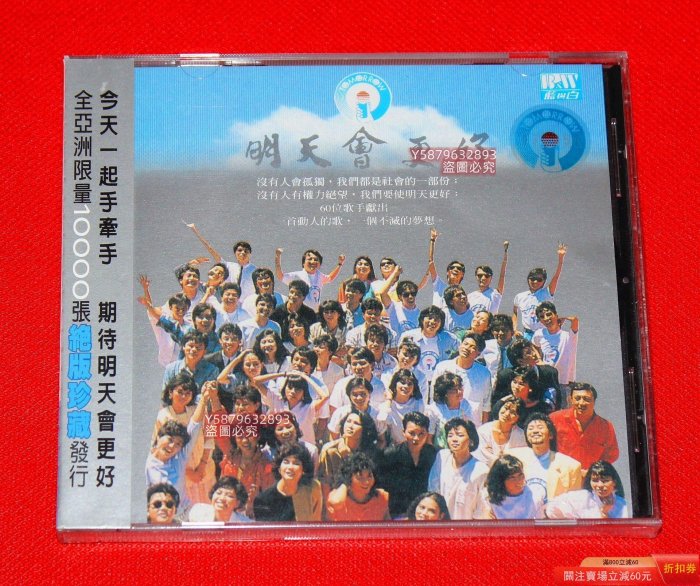 今天一起手牽手 期待明天會更好
全亞洲限量10000張絕版珍藏發行
TOMORROW
藍與白
TOMORROW
明天會更好
Y5879632893
盜圖必究
沒有人會孤獨，我們都是社會的一部份；
沒有人有權力絕望，我們要使明天更好；
60位歌手獻出
一首動人的歌，一個不滅的夢想。
Y5879632893
盜圖必究
滿800立減60
關注賣場立減60元
折扣券